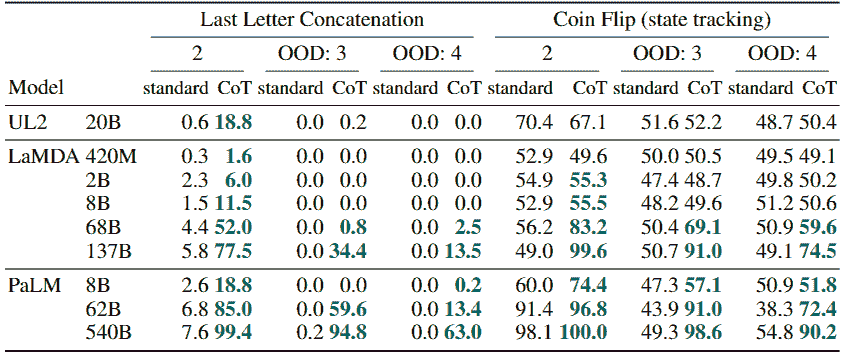 Last Letter Concatenation Coin Flip (state tracking)
2 OOD: 3 OOD: 4 2 OOD: 3 OOD: 4
Model standard CoT standard CoT standard CoT standard CoT standard CoT standard CoT
UL2 20B 0.6 18.8 0.0 0.2 0.0 0.0 70.4 67.1 51.6 52.2 48.7 50.4
LaMDA 420M 0.3 1.6 0.0 0.0 0.0 0.0 52.9 49.6 50.0 50.5 49.5 49.1
2B 2.3 6.0 0.0 0.0 0.0 0.0 54.9 55.3 47.4 48.7 49.8 50.2
8B 1.5 11.5 0.0 0.0 0.0 0.0 52.9 55.5 48.2 49.6 51.2 50.6
68B 4.4 52.0 0.0 0.8 0.0 2.5 56.2 83.2 50.4 69.1 50.9 59.6
137B 5.8 77.5 0.0 34.4 0.0 13.5 49.0 99.6 50.7 91.0 49.1 74.5
PaLM 8B 2.6 18.8 0.0 0.0 0.0 0.2 60.0 74.4 47.3 57.1 50.9 51.8
62B 6.8 85.0 0.0 59.6 0.0 13.4 91.4 96.8 43.9 91.0 38.3 72.4
540B 7.6 99.4 0.2 94.8 0.0 63.0 98.1 100.0 49.3 98.6 54.8 90.2